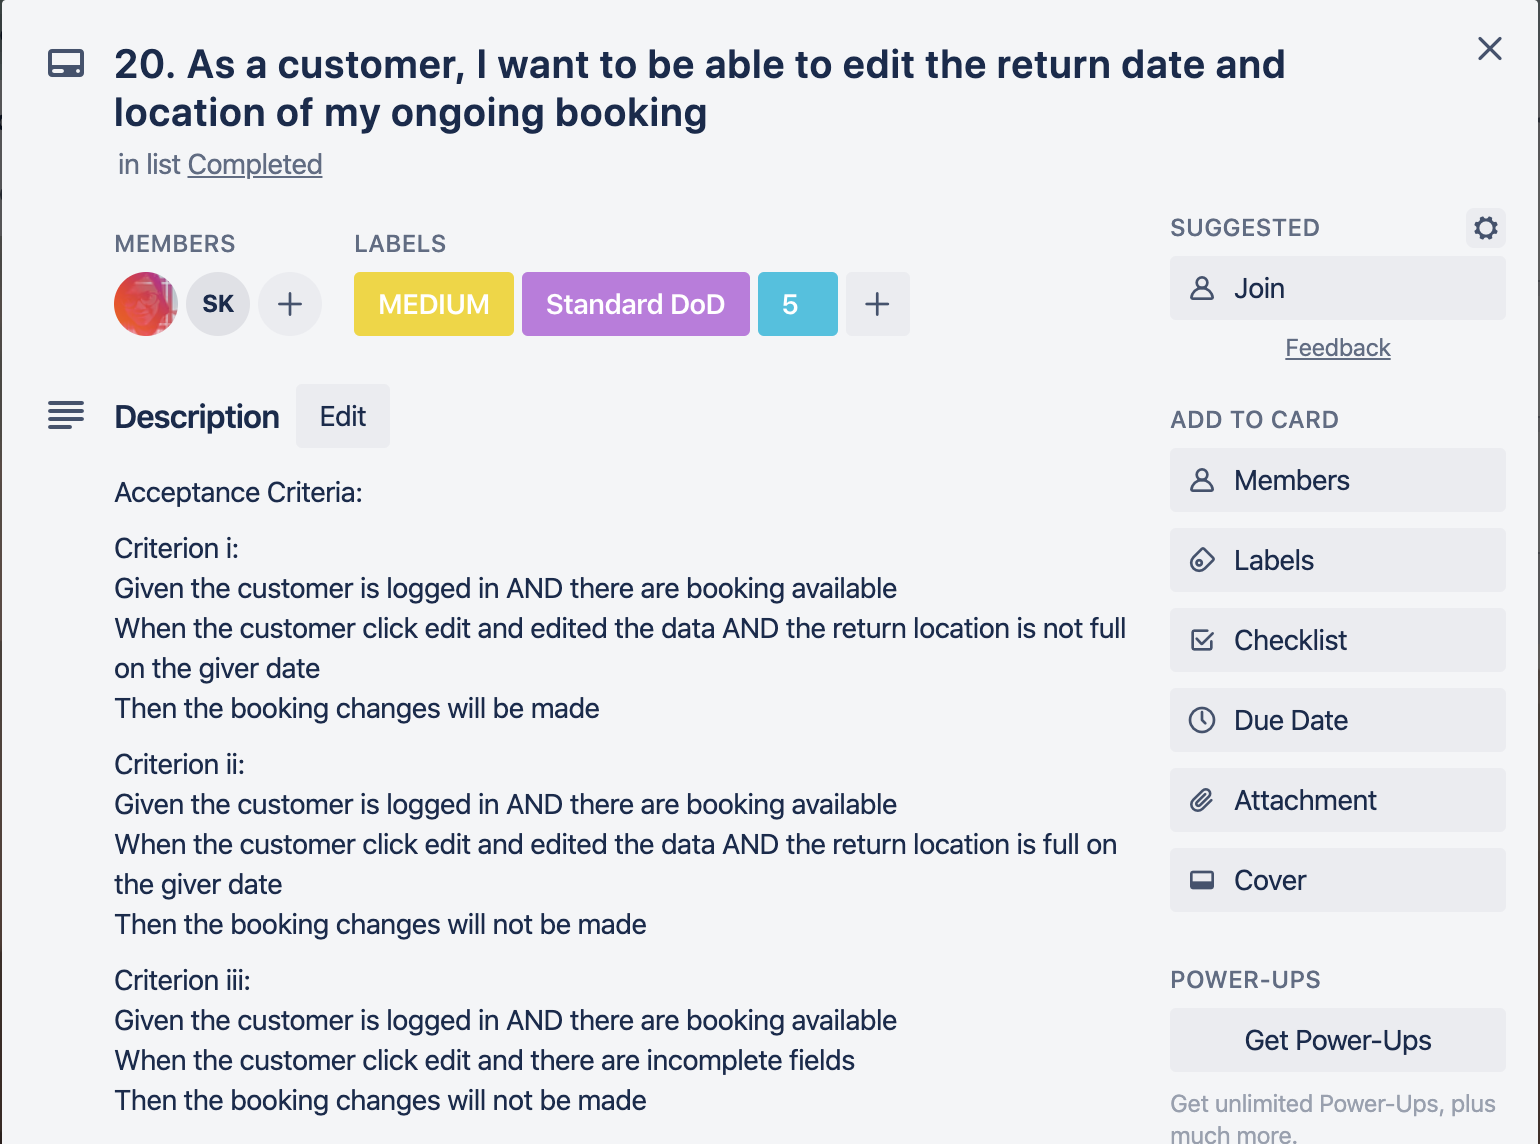 20. As a customer, I want to be able to edit the return date and
location of my ongoing booking
in list Completed
MEMBERS
SK
LABELS
MEDIUM
Standard DoD
5
Description
Edit
Acceptance Criteria:
Criterion i:
Given the customer is logged in AND there are booking available
When the customer click edit and edited the data AND the return location is not full
on the giver date
Then the booking changes will be made
Criterion ii:
Given the customer is logged in AND there are booking available
When the customer click edit and edited the data AND the return location is full on
the giver date
Then the booking changes will not be made
Criterion iii:
Given the customer is logged in AND there are booking available
When the customer click edit and there are incomplete fields
Then the booking changes will not be made
SUGGESTED
Join
Feedback
ADD TO CARD
Members
Labels
Checklist
Due Date
Attachment
Cover
POWER-UPS
Get Power-Ups
Get unlimited Power-Ups, plus
much more.